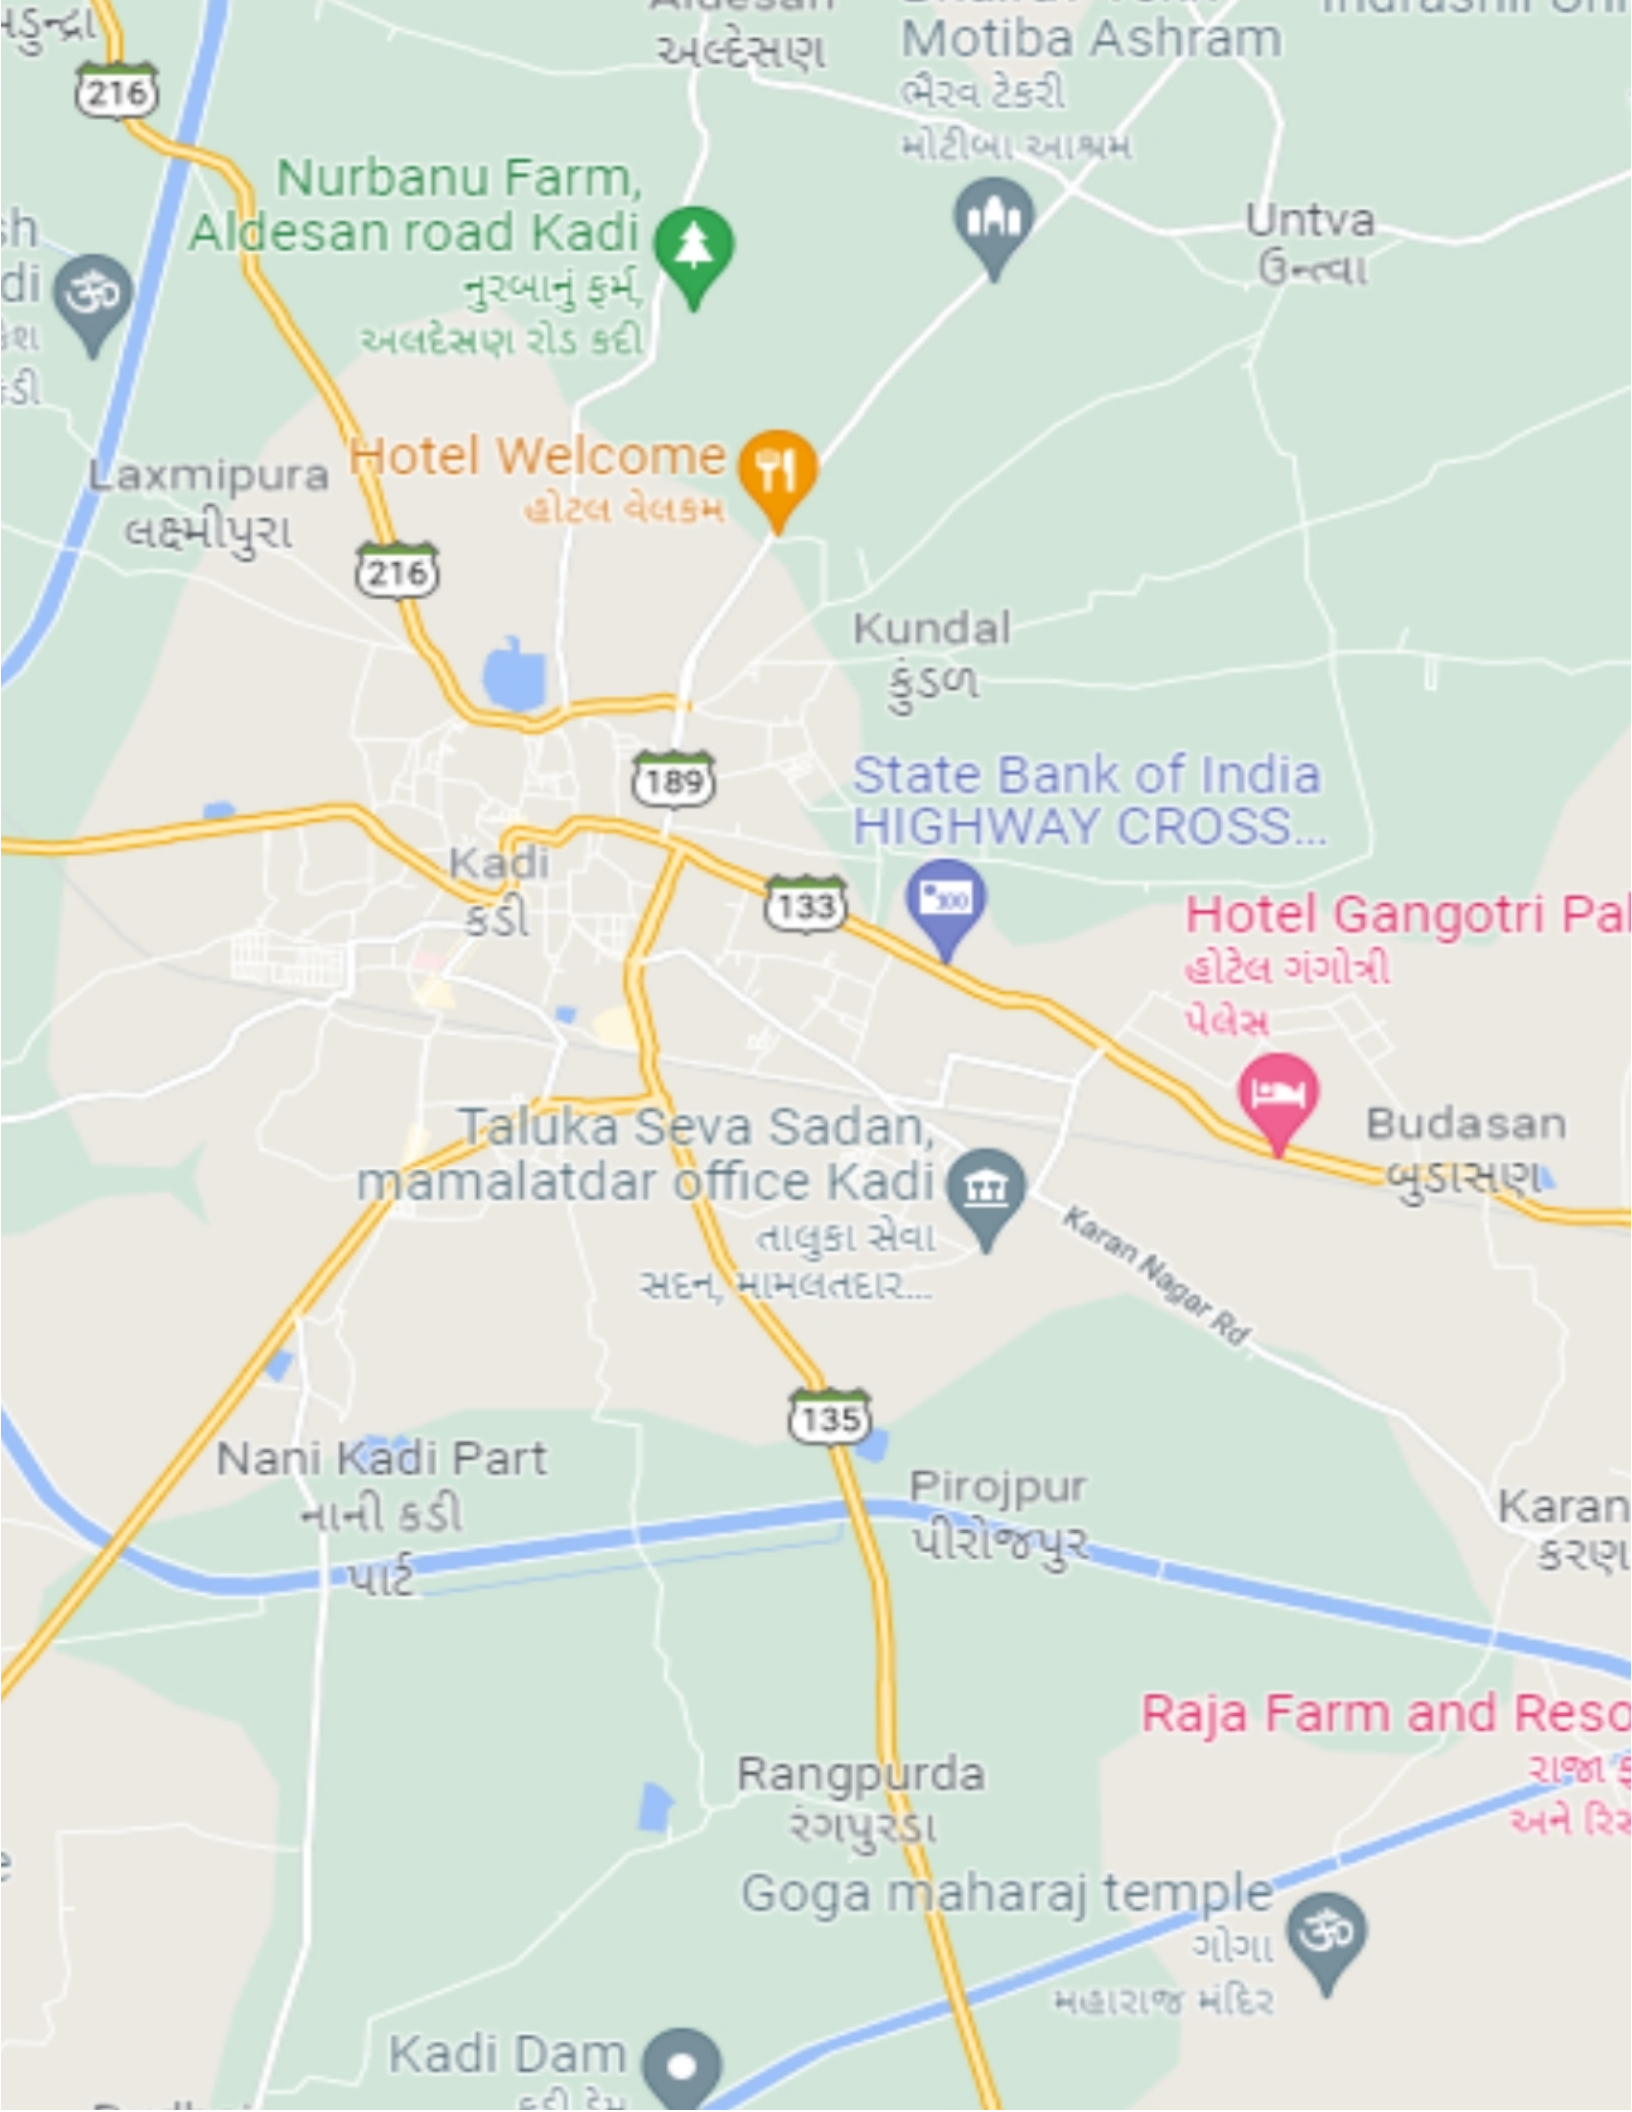 216
Motiba Ashram
અલ્દેસણ
ભૈરવ ટેકરી
મોટીબા આશ્રમ
Nurbanu Farm,
Aldesan road Kadi
નુરબાનું ફર્મ,
અલદેસણ રોડ કદી
Untva
ઉન્ત્વા
Hotel Welcome
હોટલ વેલકમ
Laxmipura
લક્ષ્મીપુરા
216
Kundal
કુંડળ
189
State Bank of India
HIGHWAY CROSS...
Kadi
કડી
133
Hotel Gangotri Pal
હોટેલ ગંગોત્રી
પેલેસ
Budasan
બુડાસણ
Taluka Seva Sadan,
mamalatdar office Kadi
તાલુકા સેવા
સદન, મામલતદાર...
Karan Nagar Rd
135
Nani Kadi Part
નાની કડી
પાર્ટ
Pirojpur
પીરોજપુર
Karan
કરણ
Raja Farm and Reso
રાજા ફ
અને રિસ
Rangpurda
રંગપુરડા
Goga maharaj temple
ગોગા
મહારાજ મંદિર
Kadi Dam